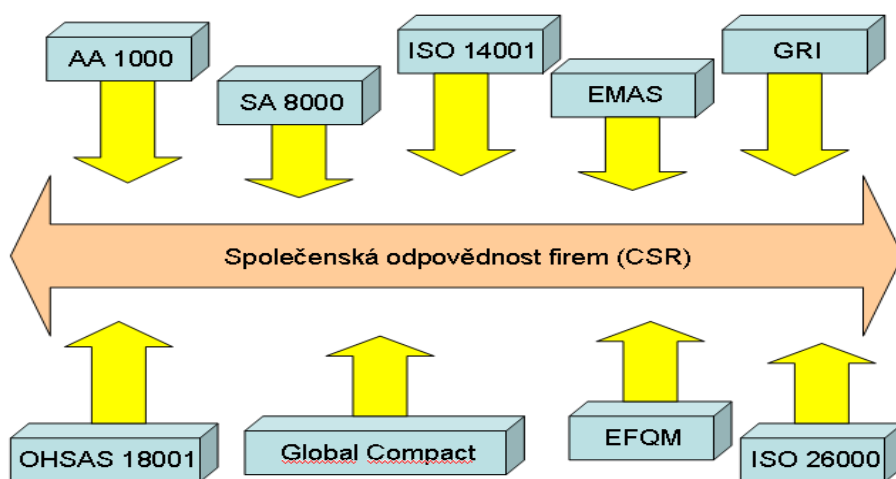 AA 1000
SA 8000
ISO 14001
EMAS
GRI
Společenská odpovědnost firem (CSR)
OHSAS 18001
Global Compact
EFQM
ISO 26000